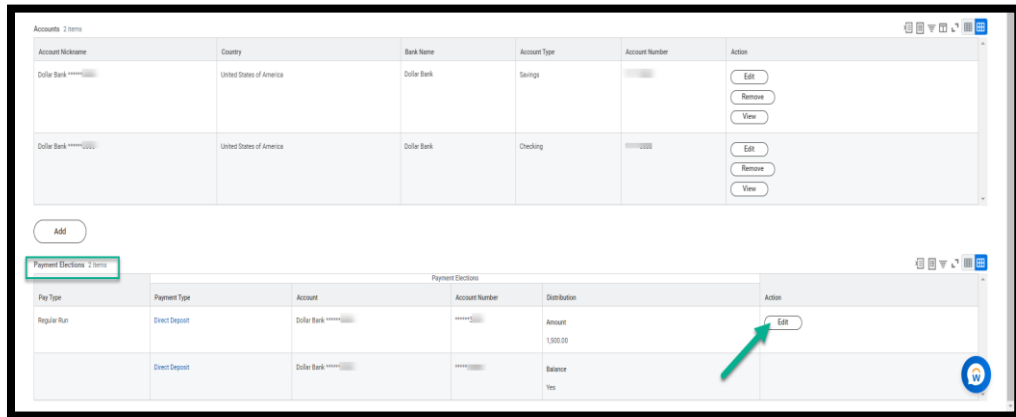 Accounts 2 items
Account Nickname Country Bank Name Account Type Account Number Action
Dollar Bank ****** United States of America Dollar Bank Savings Edit
Remove
View
Dollar Bank ****** United States of America Dollar Bank Checking Edit
Remove
View
Add
Payment Elections 2 items
Payment Elections
Pay Type Payment Type Account Account Number Distribution Action
Regular Run Direct Deposit Dollar Bank ****** ****** Amount Edit
1,500.00
Direct Deposit Dollar Bank ****** ***** Balance
Yes
W